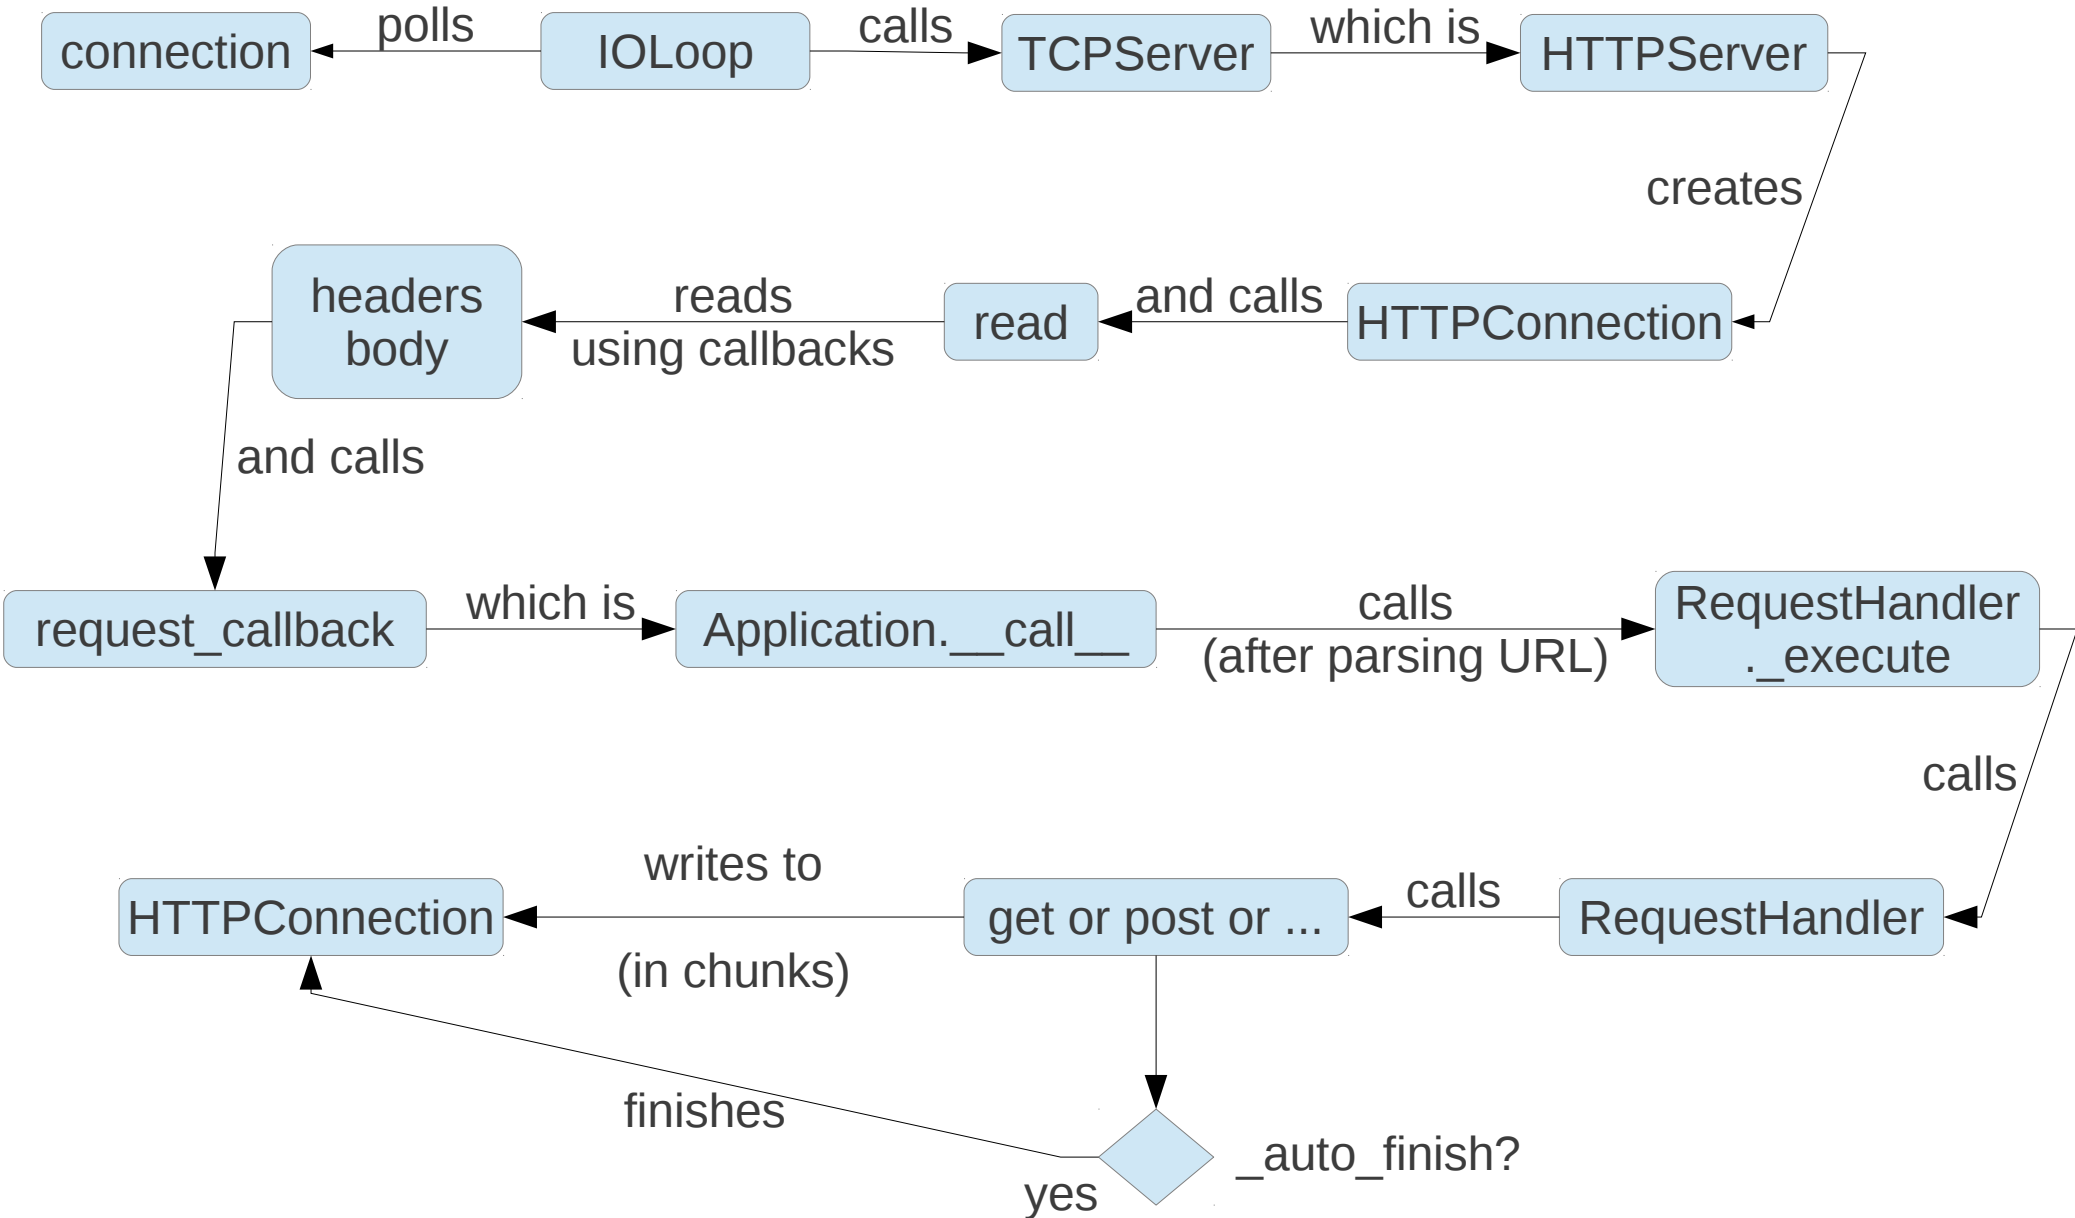 connection
polls
IOLoop
calls
TCPServer
which is
HTTPServer
creates
headers
body
reads
using callbacks
read
and calls
HTTPConnection
and calls
request_callback
which is
Application.__call__
calls
(after parsing URL)
RequestHandler
._execute
calls
HTTPConnection
writes to
(in chunks)
get or post or ...
calls
RequestHandler
finishes
_auto_finish?
yes